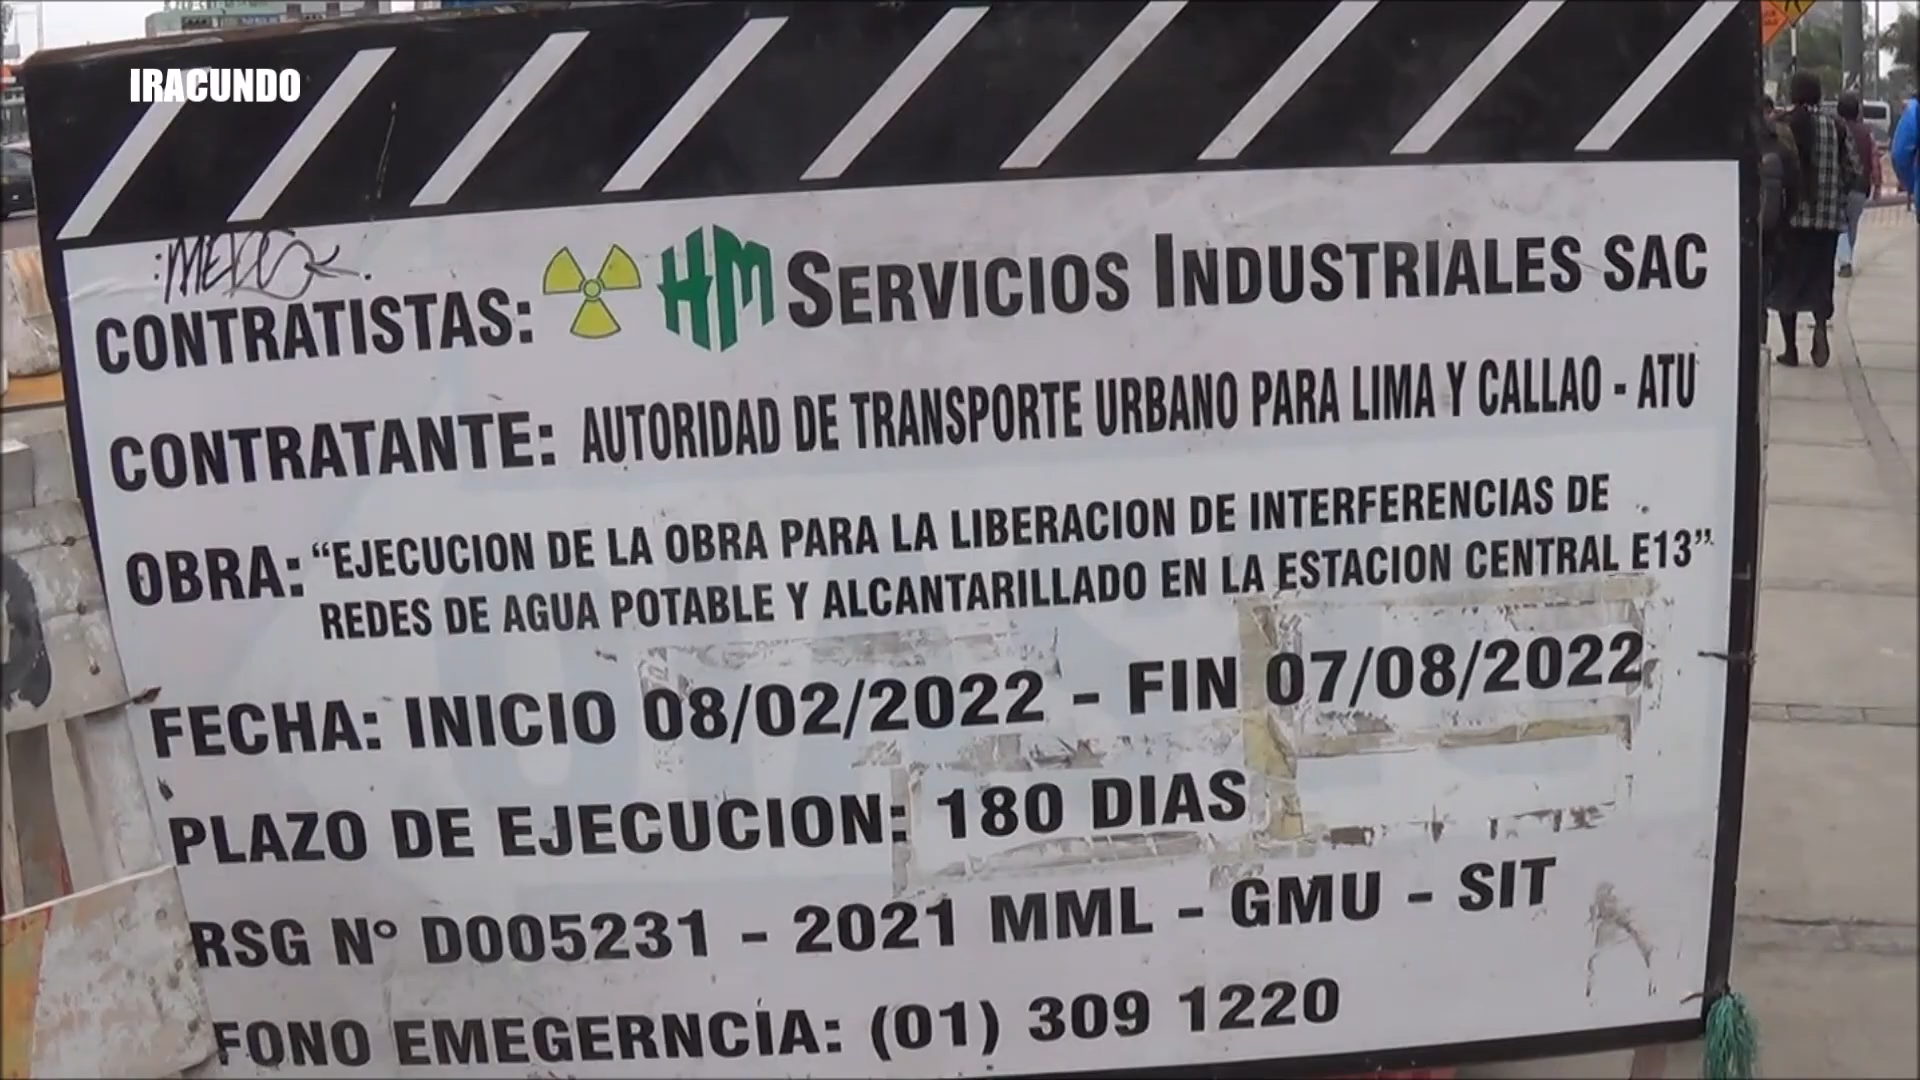 IRACUNDO
CONTRATISTAS: HM SERVICIOS INDUSTRIALES SAC
CONTRATANTE: AUTORIDAD DE TRANSPORTE URBANO PARA LIMA Y CALLAO - ATU
OBRA: “EJECUCION DE LA OBRA PARA LA LIBERACION DE INTERFERENCIAS DE
REDES DE AGUA POTABLE Y ALCANTARILLADO EN LA ESTACION CENTRAL E13”
FECHA: INICIO 08/02/2022 - FIN 07/08/2022
PLAZO DE EJECUCION: 180 DIAS
RSG N° D005231 - 2021 MML - GMU - SIT
FONO EMEGERNCIA: (01) 309 1220